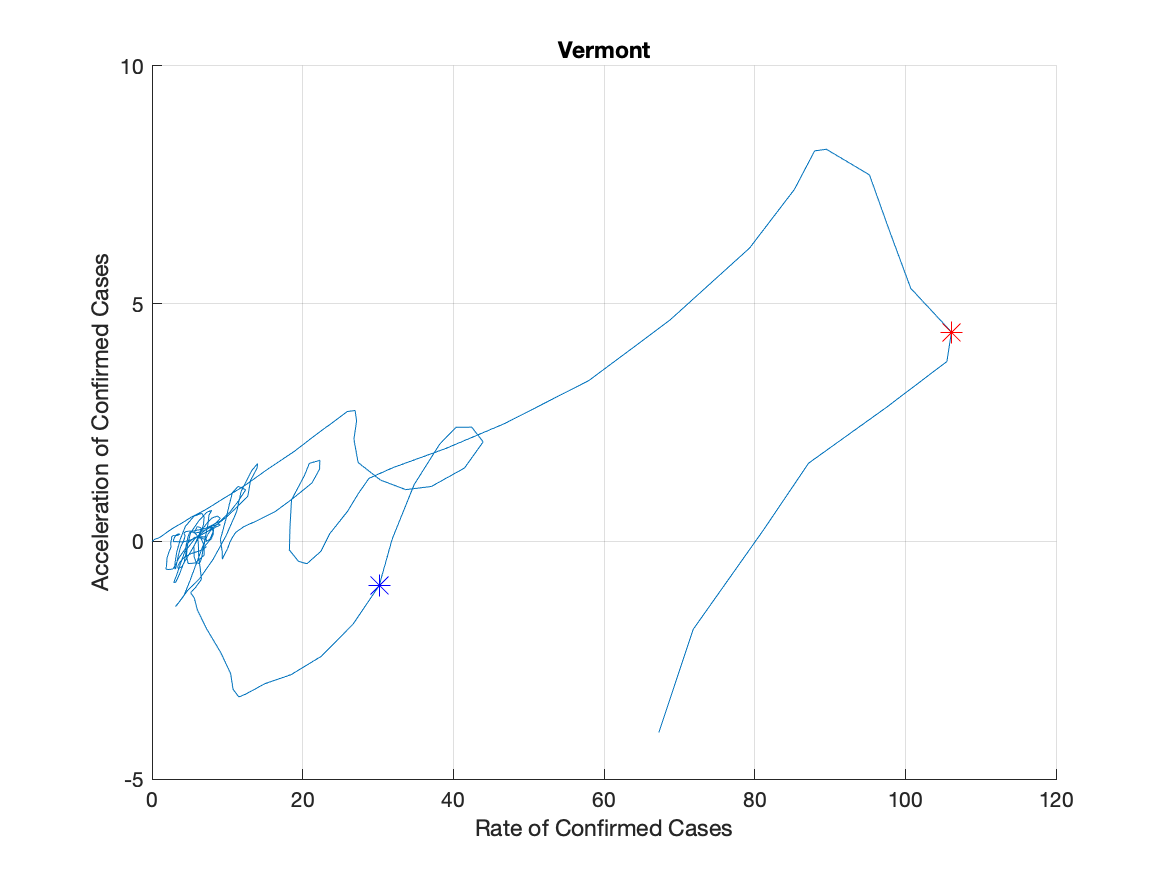 Vermont
10
5
0
-5
Acceleration of Confirmed Cases
0 20 40 60 80 100 120
Rate of Confirmed Cases